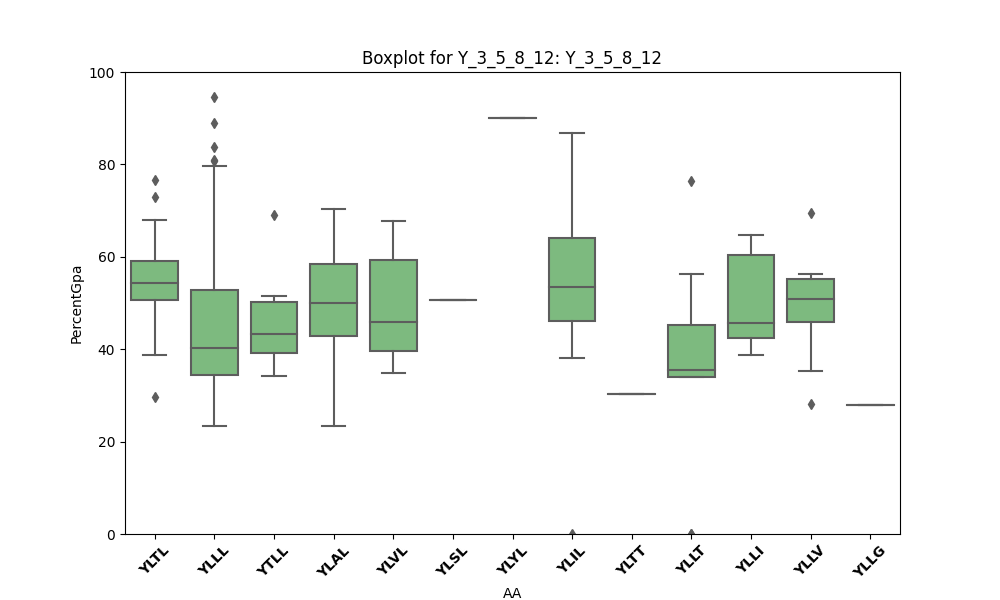 Boxplot for Y_3_5_8_12: Y_3_5_8_12
PercentGpa
100
80
60
40
20
0
YLTL YLLL YTLL YLAL YLVL YLSL YLYL YLIL YLTT YLLT YLLI YLLV YLLG
AA